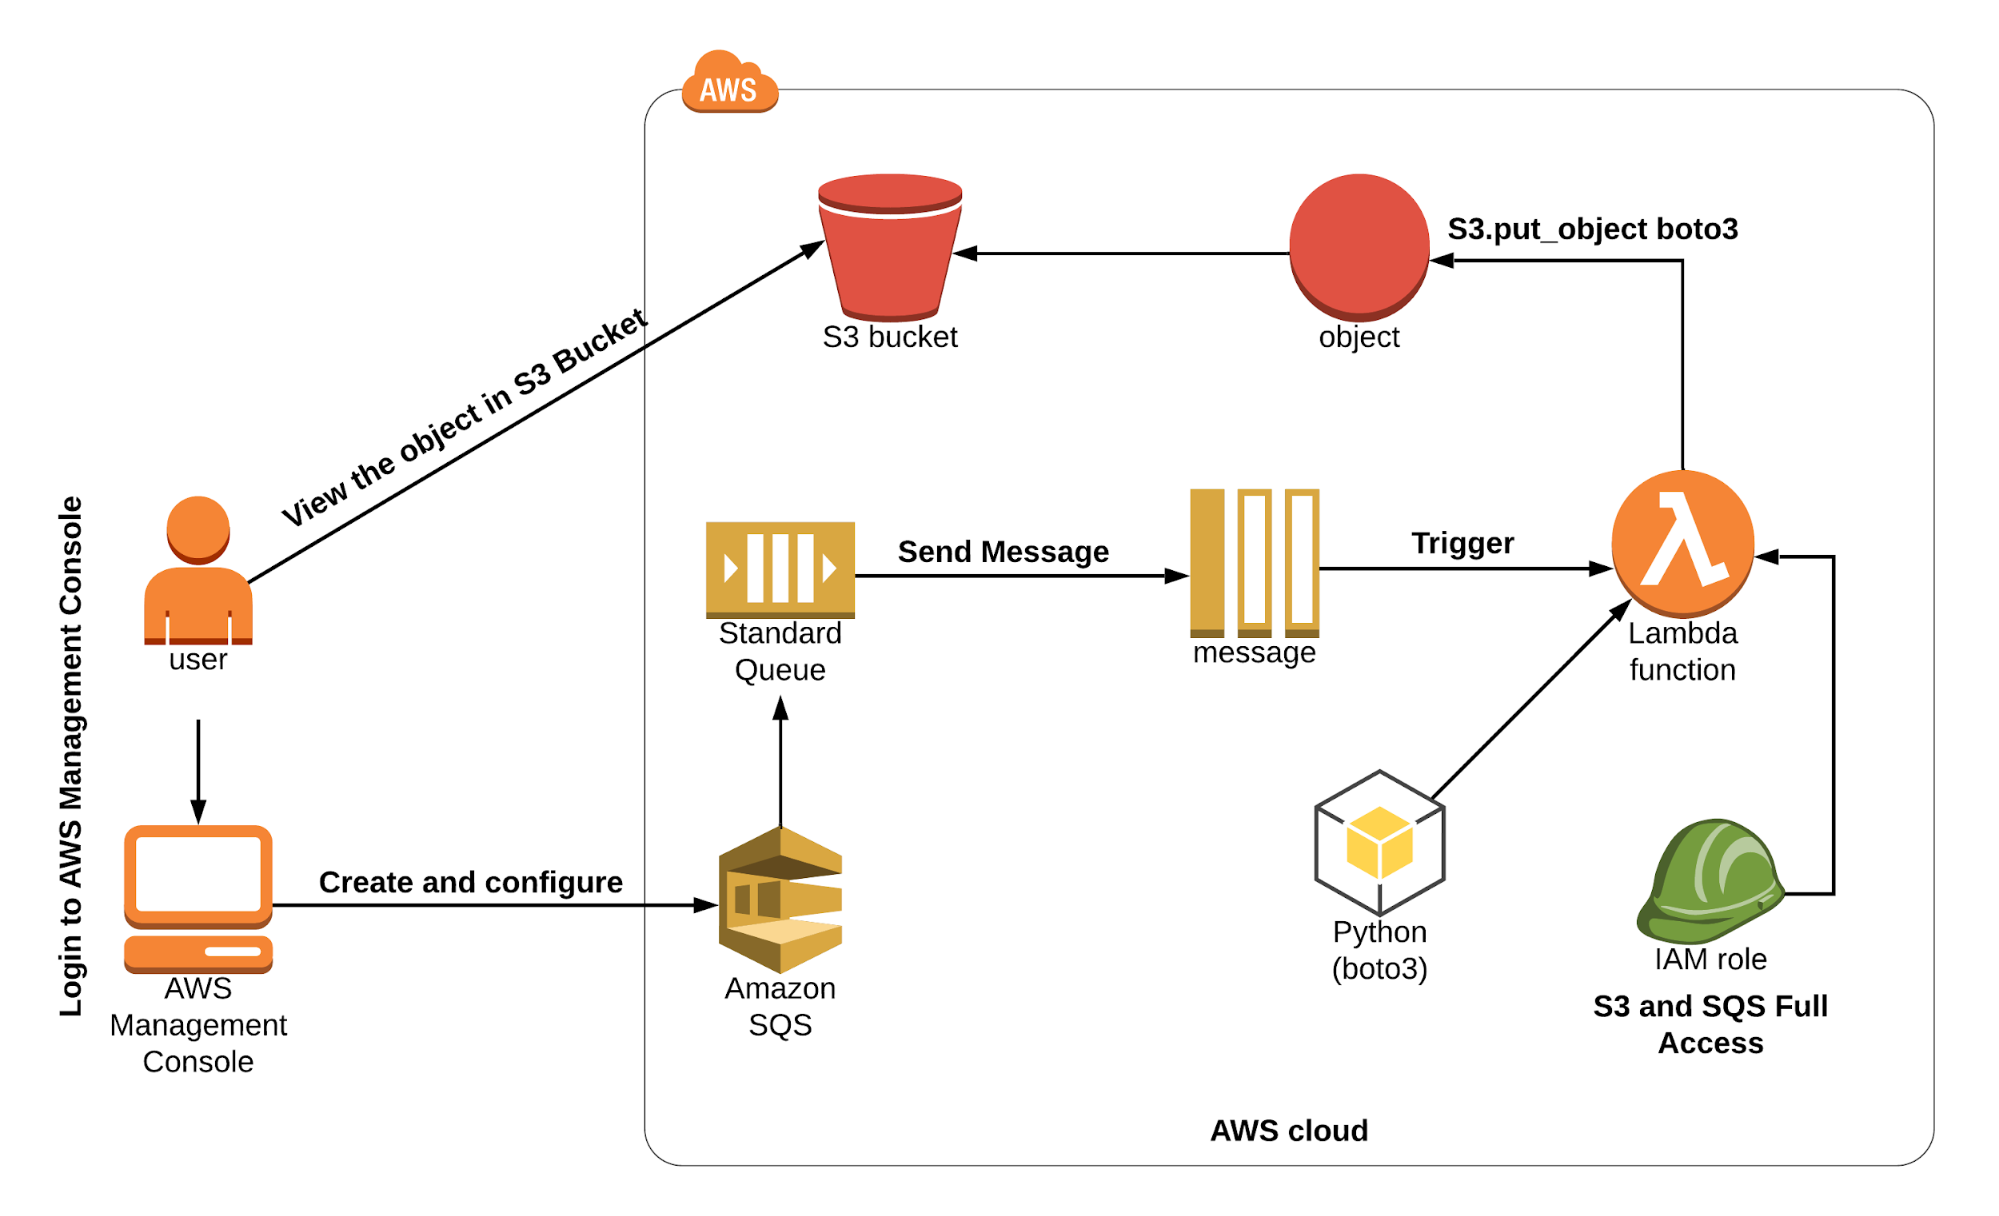 AWS
S3.put_object boto3
S3 bucket
object
View the object in S3 Bucket
Login to AWS Management Console
user
Send Message
Trigger
Standard
Queue
message
Lambda
function
Create and configure
AWS
Management
Console
Amazon
SQS
Python
(boto3)
IAM role
S3 and SQS Full
Access
AWS cloud